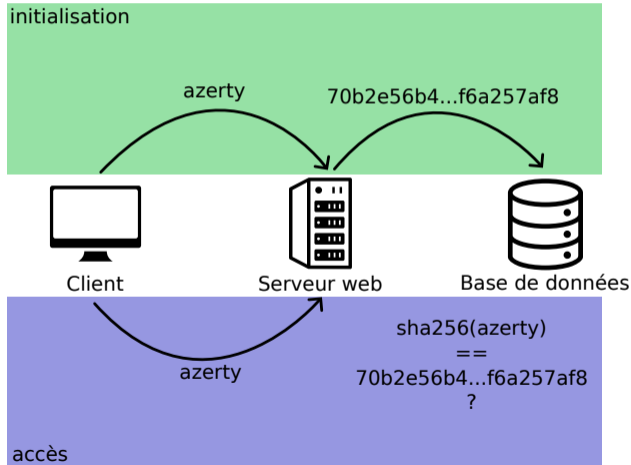 initialisation
azerty
70b2e56b4...f6a257af8
Client
Serveur web
Base de données
azerty
sha256(azerty)
==
70b2e56b4...f6a257af8
?
accès